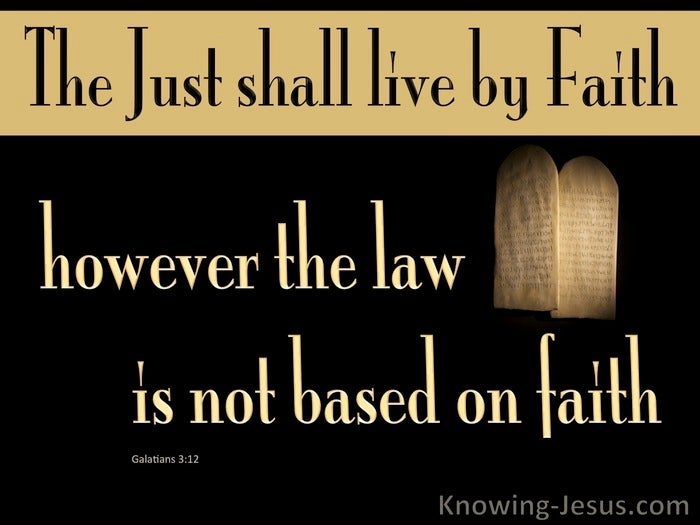 The Just shall live by Faith
however the law
is not based on faith
Galatians 3:12
Knowing-Jesus.com